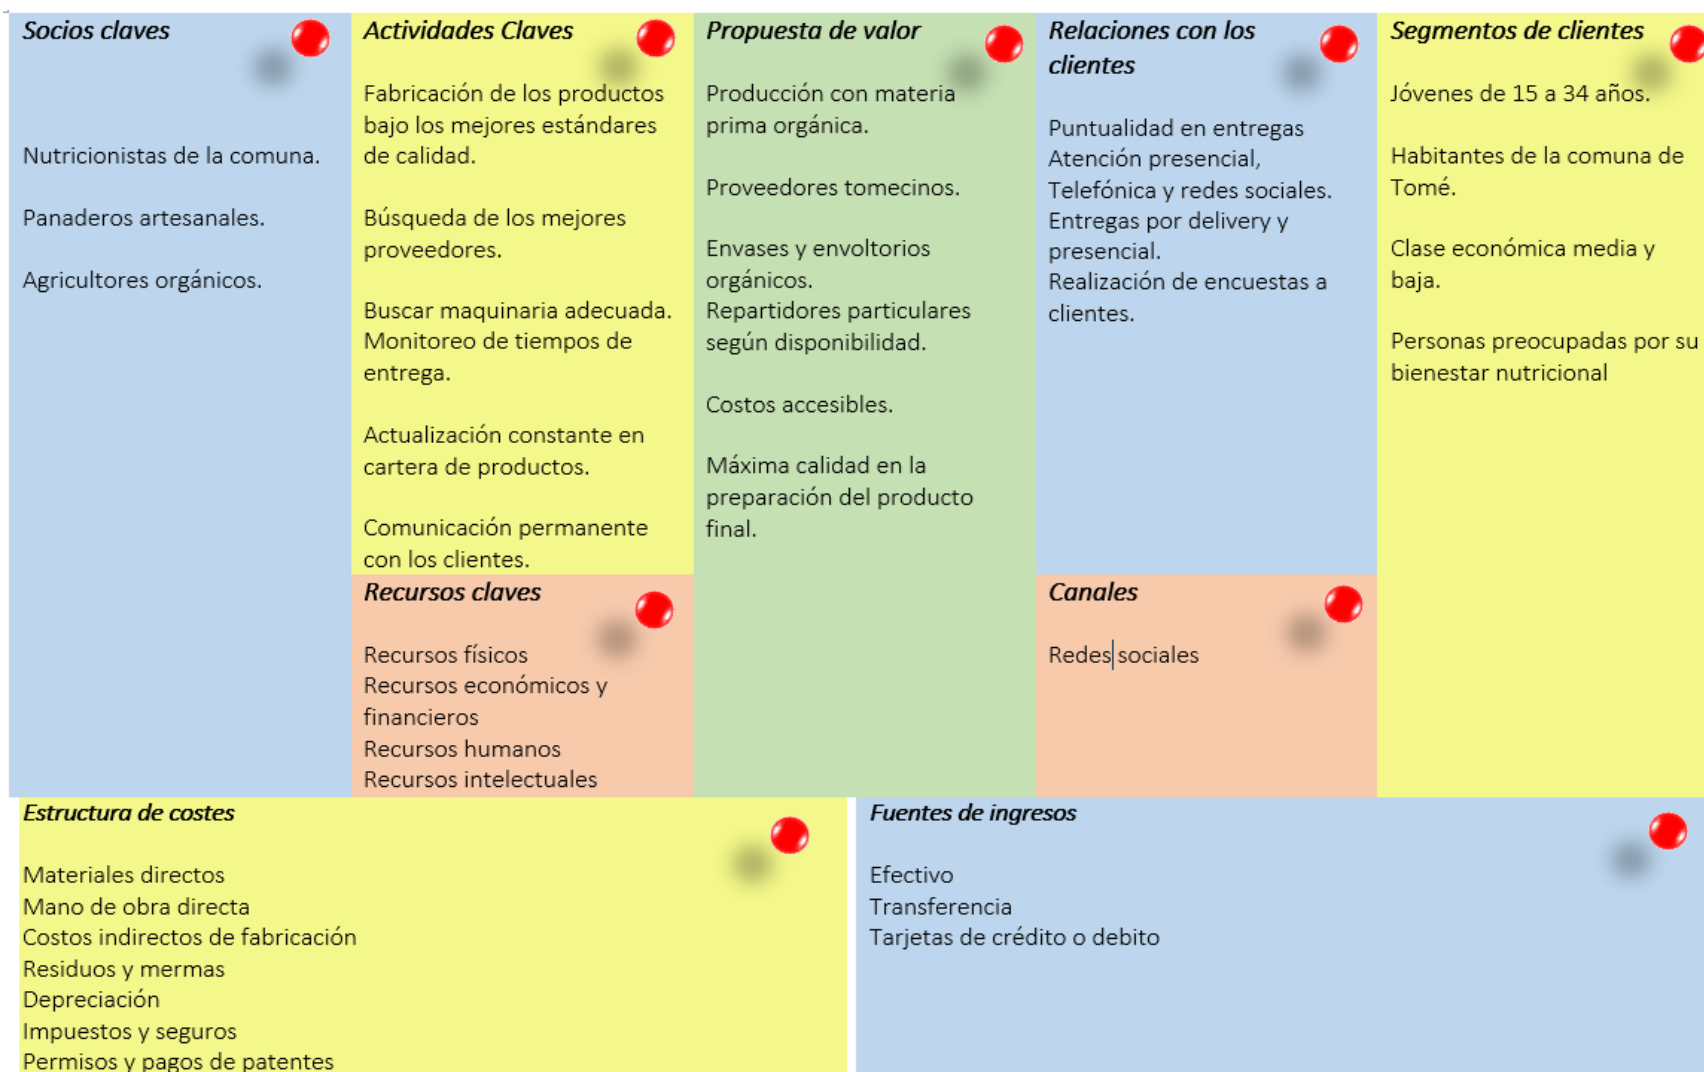 Socios claves
Nutricionistas de la comuna.
Panaderos artesanales.
Agricultores orgánicos.
Actividades Claves
Fabricación de los productos
bajo los mejores estándares
de calidad.
Búsqueda de los mejores
proveedores.
Buscar maquinaria adecuada.
Monitoreo de tiempos de
entrega.
Actualización constante en
cartera de productos.
Comunicación permanente
con los clientes.
Recursos claves
Recursos físicos
Recursos económicos y
financieros
Recursos humanos
Recursos intelectuales
Propuesta de valor
Producción con materia
prima orgánica.
Proveedores tomecinos.
Envases y envoltorios
orgánicos.
Repartidores particulares
según disponibilidad.
Costos accesibles.
Máxima calidad en la
preparación del producto
final.
Relaciones con los
clientes
Puntualidad en entregas
Atención presencial,
Telefónica y redes sociales.
Entregas por delivery y
presencial.
Realización de encuestas a
clientes.
Canales
Redes sociales
Segmentos de clientes
Jóvenes de 15 a 34 años.
Habitantes de la comuna de
Tomé.
Clase económica media y
baja.
Personas preocupadas por su
bienestar nutricional
Estructura de costes
Materiales directos
Mano de obra directa
Costos indirectos de fabricación
Residuos y mermas
Depreciación
Impuestos y seguros
Permisos y pagos de patentes
Fuentes de ingresos
Efectivo
Transferencia
Tarjetas de crédito o debito